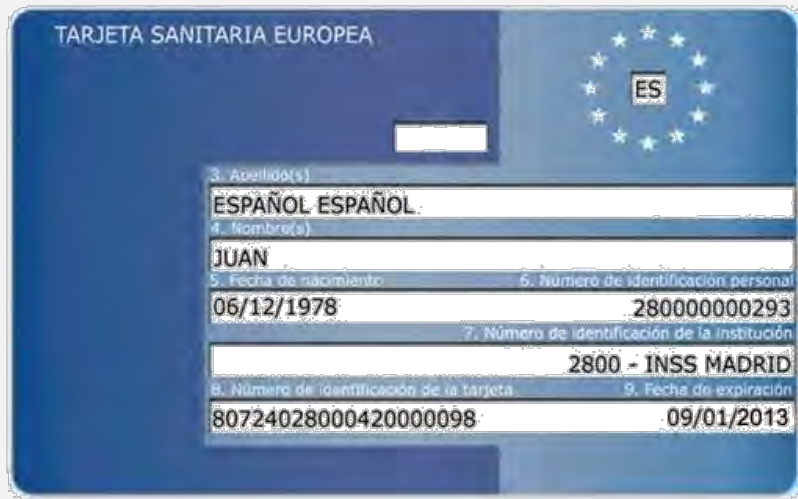 TARJETA SANITARIA EUROPEA
ES
3. Apellido(s)
ESPAÑOL ESPAÑOL
4. Nombre(s)
JUAN
5. Fecha de nacimiento 6. Número de identificación personal
06/12/1978 280000000293
7. Número de identificación de la institución
2800 - INSS MADRID
8. Número de identificación de la tarjeta 9. Fecha de expiración
80724028000420000098 09/01/2013